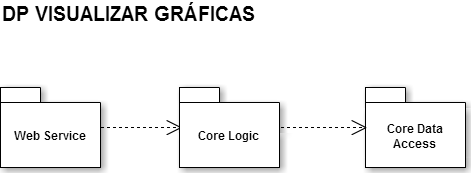 DP VISUALIZAR GRÁFICAS
Web Service
Core Logic
Core Data
Access